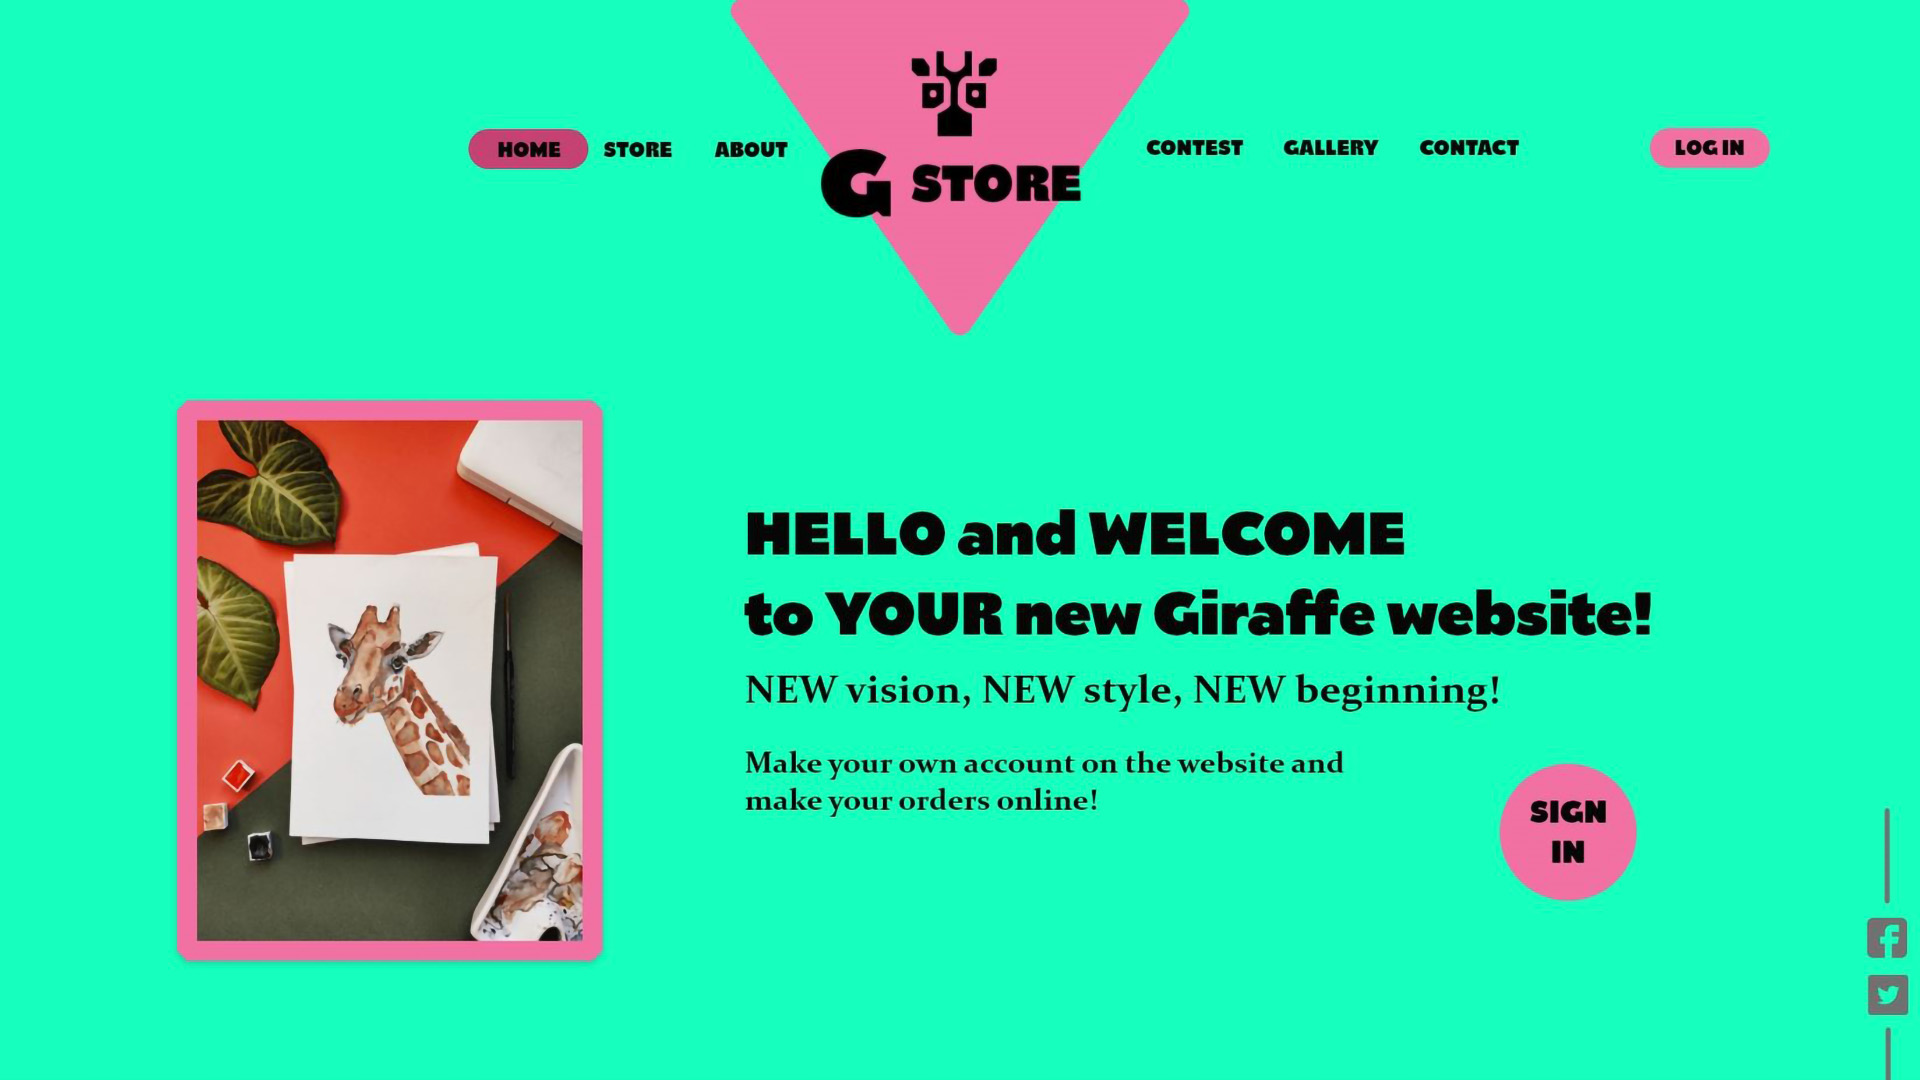 HOME
STORE
ABOUT
G STORE
CONTEST
GALLERY
CONTACT
LOG IN
HELLO and WELCOME
to YOUR new Giraffe website!
NEW vision, NEW style, NEW beginning!
Make your own account on the website and
make your orders online!
SIGN
IN